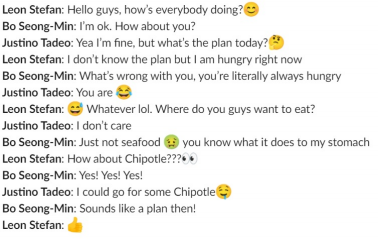 Leon Stefan: Hello guys, how's everybody doing?😊
Bo Seong-Min: I'm ok. How about you?
Justino Tadeo: Yea I'm fine, but what's the plan today?🤔
Leon Stefan: I don't know the plan but I am hungry right now
Bo Seong-Min: What's wrong with you, you're literally always hungry
Justino Tadeo: You are 😂
Leon Stefan: 😅 Whatever lol. Where do you guys want to eat?
Justino Tadeo: I don't care
Bo Seong-Min: Just not seafood 🤢 you know what it does to my stomach
Leon Stefan: How about Chipotle???👀
Bo Seong-Min: Yes! Yes! Yes!
Justino Tadeo: I could go for some Chipotle🤤
Bo Seong-Min: Sounds like a plan then!
Leon Stefan: 👍